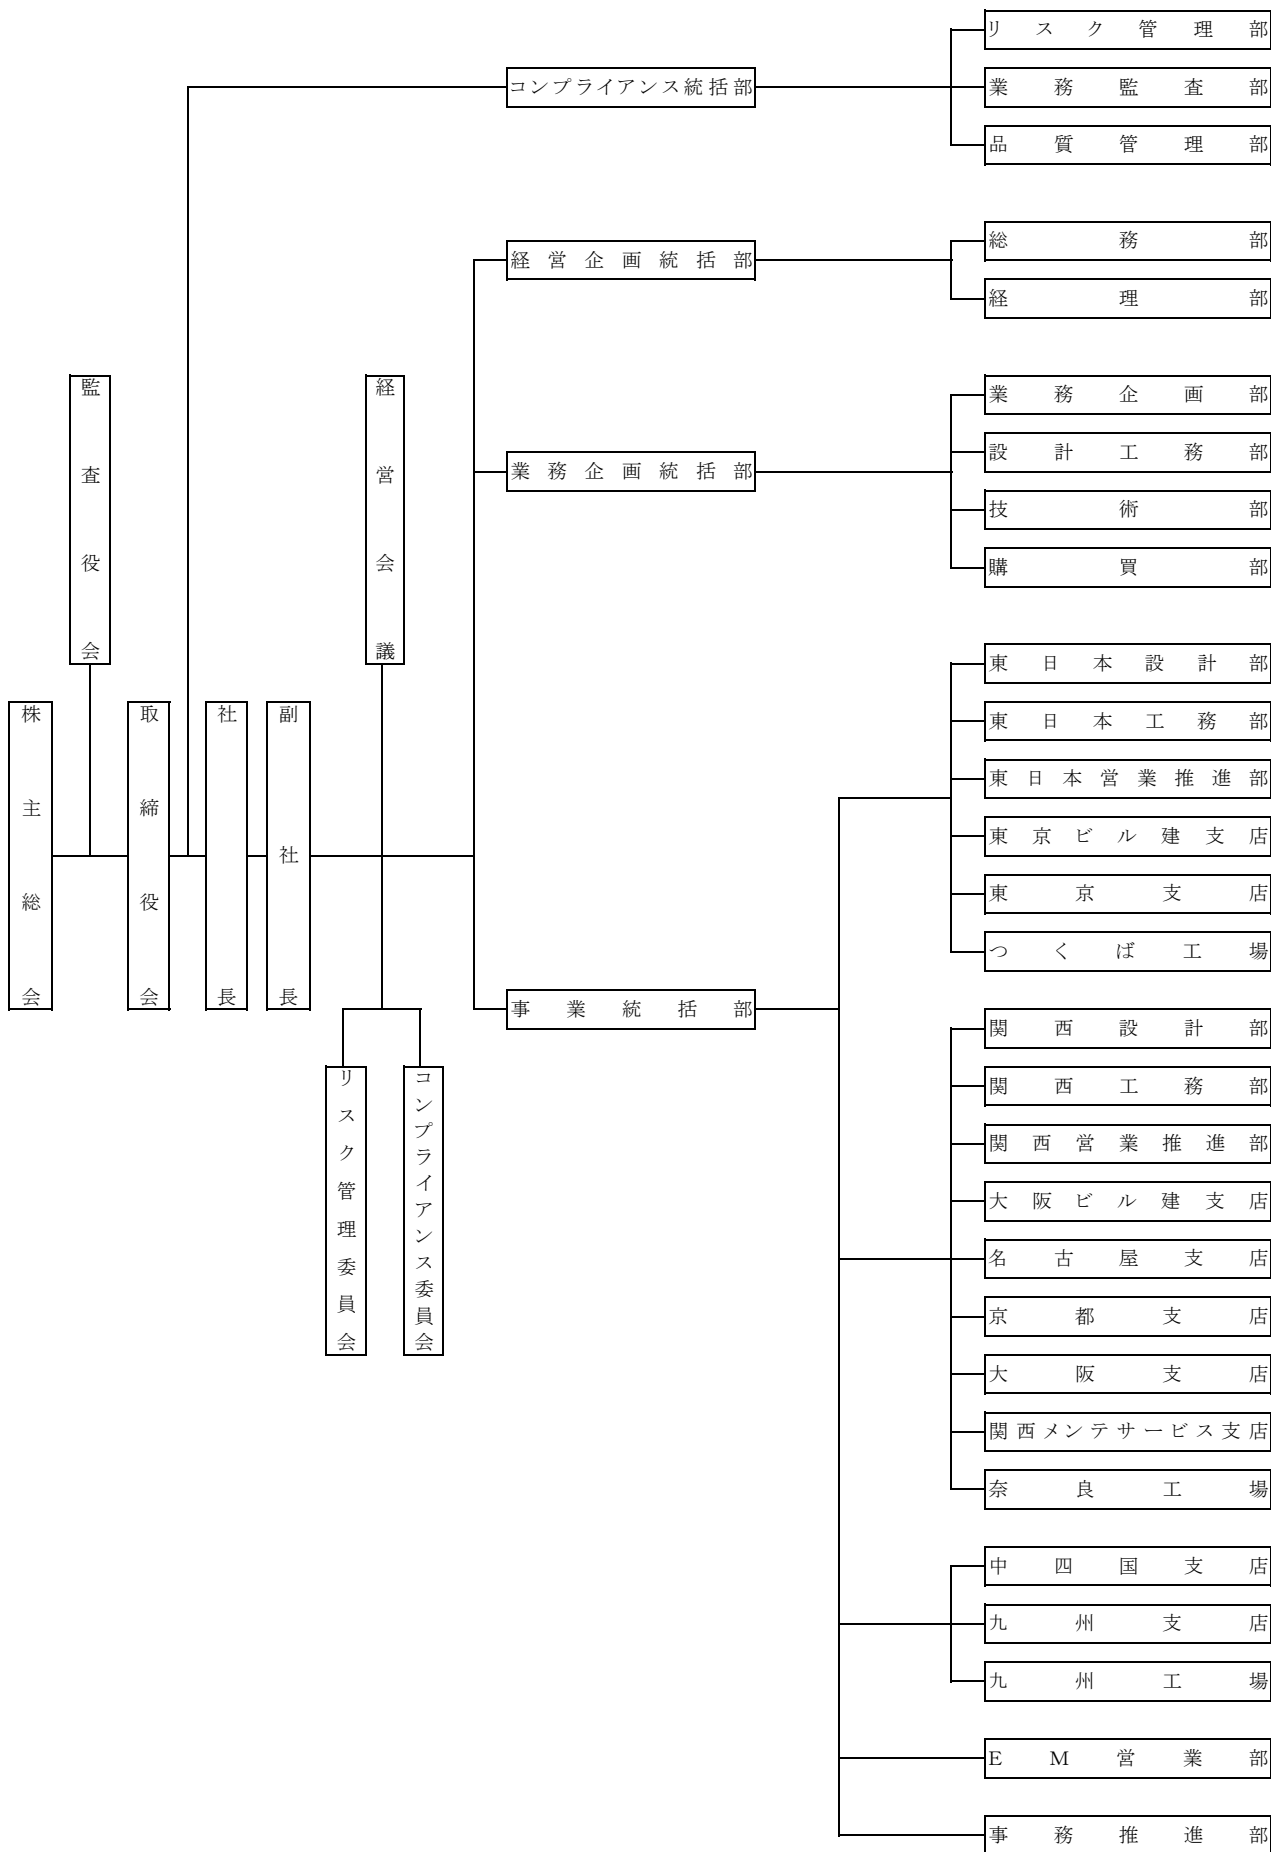 リスク管理部
コンプライアンス統括部
業務監査部
品質管理部
総務部
経営企画統括部
経理部
監査役会
経営会議
業務企画部
設計工務部
業務企画統括部
技術部
購買部
東日本設計部
株主総会
取締役会
社長
副社長
東日本工務部
東日本営業推進部
東京ビル建支店
東京支店
つくば工場
事業統括部
関西設計部
リスク管理委員会
コンプライアンス委員会
関西工務部
関西営業推進部
大阪ビル建支店
名古屋支店
京都支店
大阪支店
関西メンテサービス支店
奈良工場
中四国支店
九州支店
九州工場
EM営業部
事務推進部